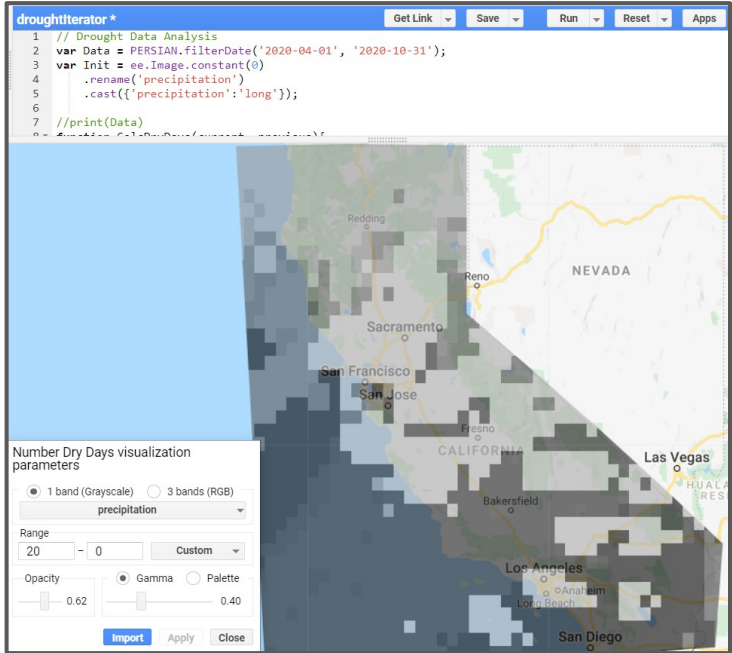 droughtIterator *
Get Link Save Run Reset Apps
1 // Drought Data Analysis
2 var Data = PERSIAN.filterDate('2020-04-01', '2020-10-31');
3 var Init = ee.Image.constant(0)
4 .rename('precipitation')
5 .cast({'precipitation':'long'});
6
7 //print(Data)
Redding
Reno
NEVADA
Sacramento
San Francisco
San Jose
Fresno
CALIFORNIA
Las Vegas
HUALA
RES
Bakersfield
Los Angeles
Anaheim
Long Beach
San Diego
Number Dry Days visualization
parameters
1 band (Grayscale) 3 bands (RGB)
precipitation
Range
20 – 0 Custom
Opacity Gamma Palette
0.62 0.40
Import Apply Close